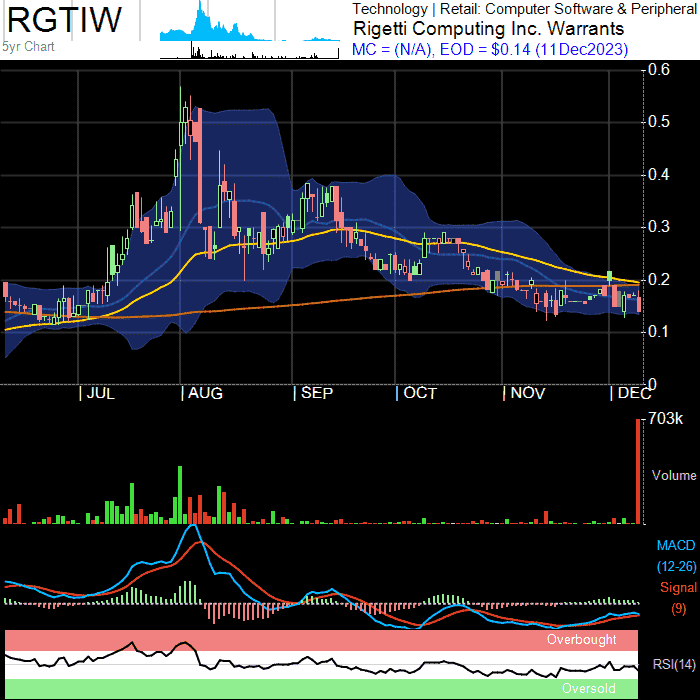 RGTIW
5yr Chart
Technology | Retail: Computer Software & Peripheral
Rigetti Computing Inc. Warrants
MC = (N/A), EOD = $0.14 (11Dec2023)
0.6
0.5
0.4
0.3
0.2
0.1
0
| JUL
| AUG
| SEP
| OCT
| NOV
| DEC
703k
Volume
MACD
(12-26)
Signal
(9)
Overbought
RSI(14)
Oversold